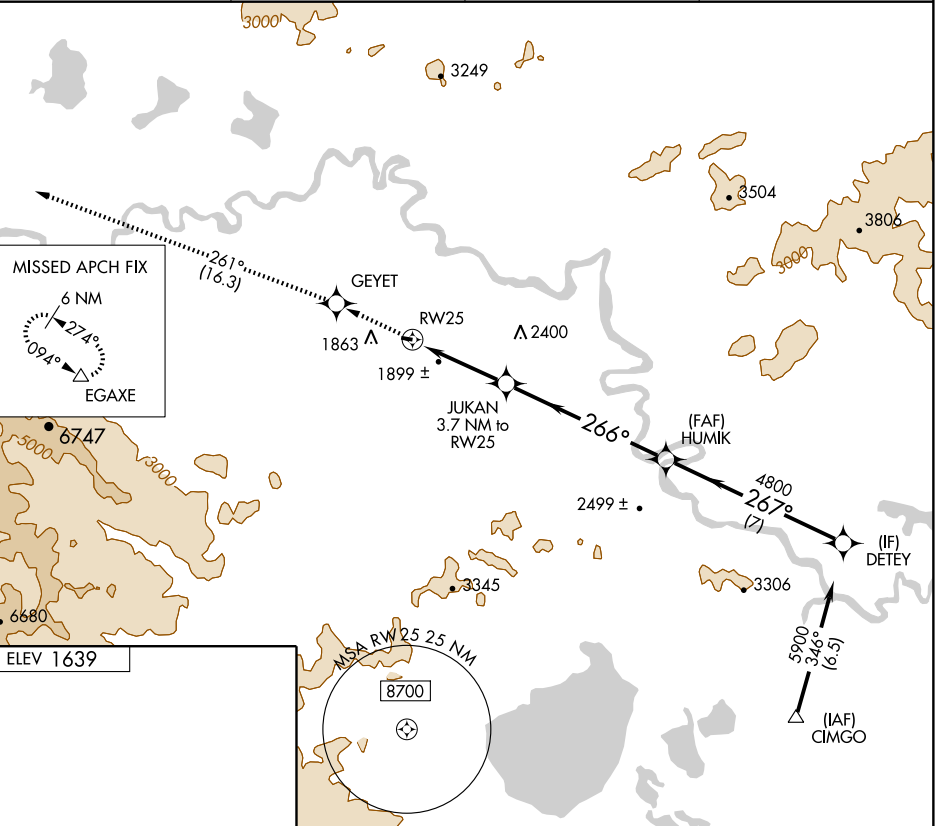 3000
3249
3504
3806
3000
261°
(16.3)
GEYET
RW25
1863
2400
1899 ±
JUKAN
3.7 NM to
RW25
266°
(FAF)
HUMIK
4800
267°
(7)
(IF)
DETEY
2499 ±
MISSED APCH FIX
6 NM
274°
094°
EGAXE
6747
5000
3000
3345
3306
6680
5900
346°
(6.5)
(IAF)
CIMGO
ELEV 1639
MSA RW25 25 NM
8700